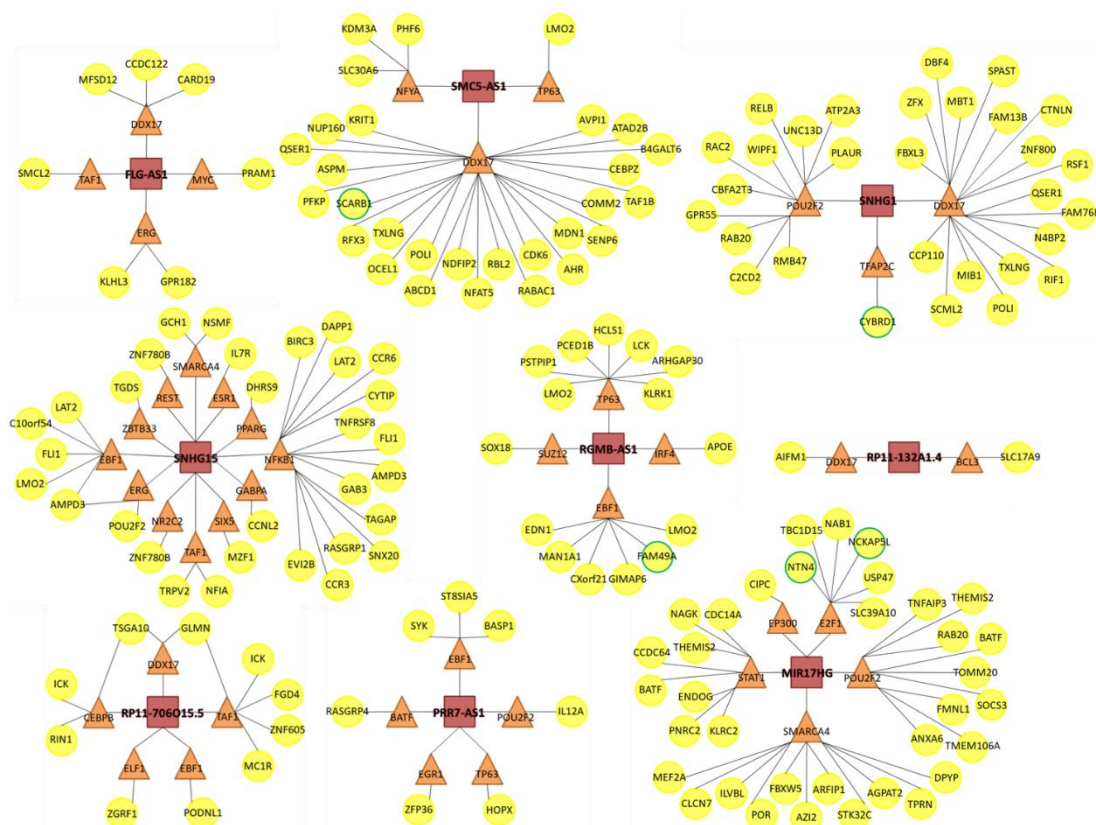 CCDC122
MFSD12
CARD19
DDX17
SMCL2
TAF1
FLG-AS1
MYC
PRAM1
ERG
KLHL3
GPR182
KDM3A
PHF6
LMO2
SLC30A6
NFYA
SMC5-AS1
TP63
KRIT1
AVPI1
NUP160
ATAD2B
QSER1
B4GALT6
DDX17
ASPM
CEBPZ
PFKP
SCARB1
TAF1B
COMM2
RFX3
TXLNG
MDN1
SENP6
OCEL1
POLI
NDFIP2
RBL2
CDK6
AHR
ABCD1
NFAT5
RABAC1
DBF4
SPAST
RELB
ATP2A3
ZFX
MBT1
CTNLN
UNC13D
FAM13B
RAC2
WIPF1
PLAUR
FBXL3
ZNF800
RSF1
CBFA2T3
POU2F2
SNHG1
DDX17
QSER1
GPR55
FAM76B
RAB20
N4BP2
C2CD2
RMB47
TFAP2C
CCP110
MIB1
TXLNG
RIF1
SCML2
POLI
CYBRD1
GCH1
NSMF
DAPP1
BIRC3
ZNF780B
SMARCA4
IL7R
LAT2
CCR6
TGDS
REST
ESR1
DHRS9
CYTIP
LAT2
C10orf54
ZBTB33
PPARG
TNFRSF8
FLI1
EBF1
SNHG15
NFKB1
FLI1
LMO2
ERG
GABPA
GAB3
AMPD3
AMPD3
POU2F2
NR2C2
SIX5
CCNL2
TAGAP
ZNF780B
TAF1
MZF1
EVI2B
RASGRP1
SNX20
TRPV2
NFIA
CCR3
HCLS1
PCED1B
LCK
PSTPIP1
ARHGAP30
LMO2
TP63
KLRK1
SOX18
SUZ12
RGMB-AS1
IRF4
APOE
EBF1
EDN1
LMO2
MAN1A1
FAM49A
CXorf21
GIMAP6
AIFM1
DDX17
RP11-132A1.4
BCL3
SLC17A9
TSGA10
GLMN
DDX17
ICK
ICK
CEBPB
RP11-706O15.5
TAF1
FGD4
RIN1
ZNF605
MC1R
ELF1
EBF1
ZGRF1
PODNL1
ST8SIA5
SYK
BASP1
EBF1
RASGRP4
BATF
PRR7-AS1
POU2F2
IL12A
EGR1
TP63
ZFP36
HOPX
NAB1
TBC1D15
NCKAP5L
NTN4
CIPC
USP47
NAGK
CDC14A
EP300
E2F1
SLC39A10
TNFAIP3
THEMIS2
CCDC64
THEMIS2
RAB20
BATF
BATF
STAT1
MIR17HG
POU2F2
TOMM20
ENDOG
FMNL1
SOCS3
PNRC2
KLRC2
SMARCA4
ANXA6
TMEM106A
MEF2A
ILVBL
FBXW5
ARFIP1
AGPAT2
DPYP
CLCN7
POR
AZI2
STK32C
TPRN